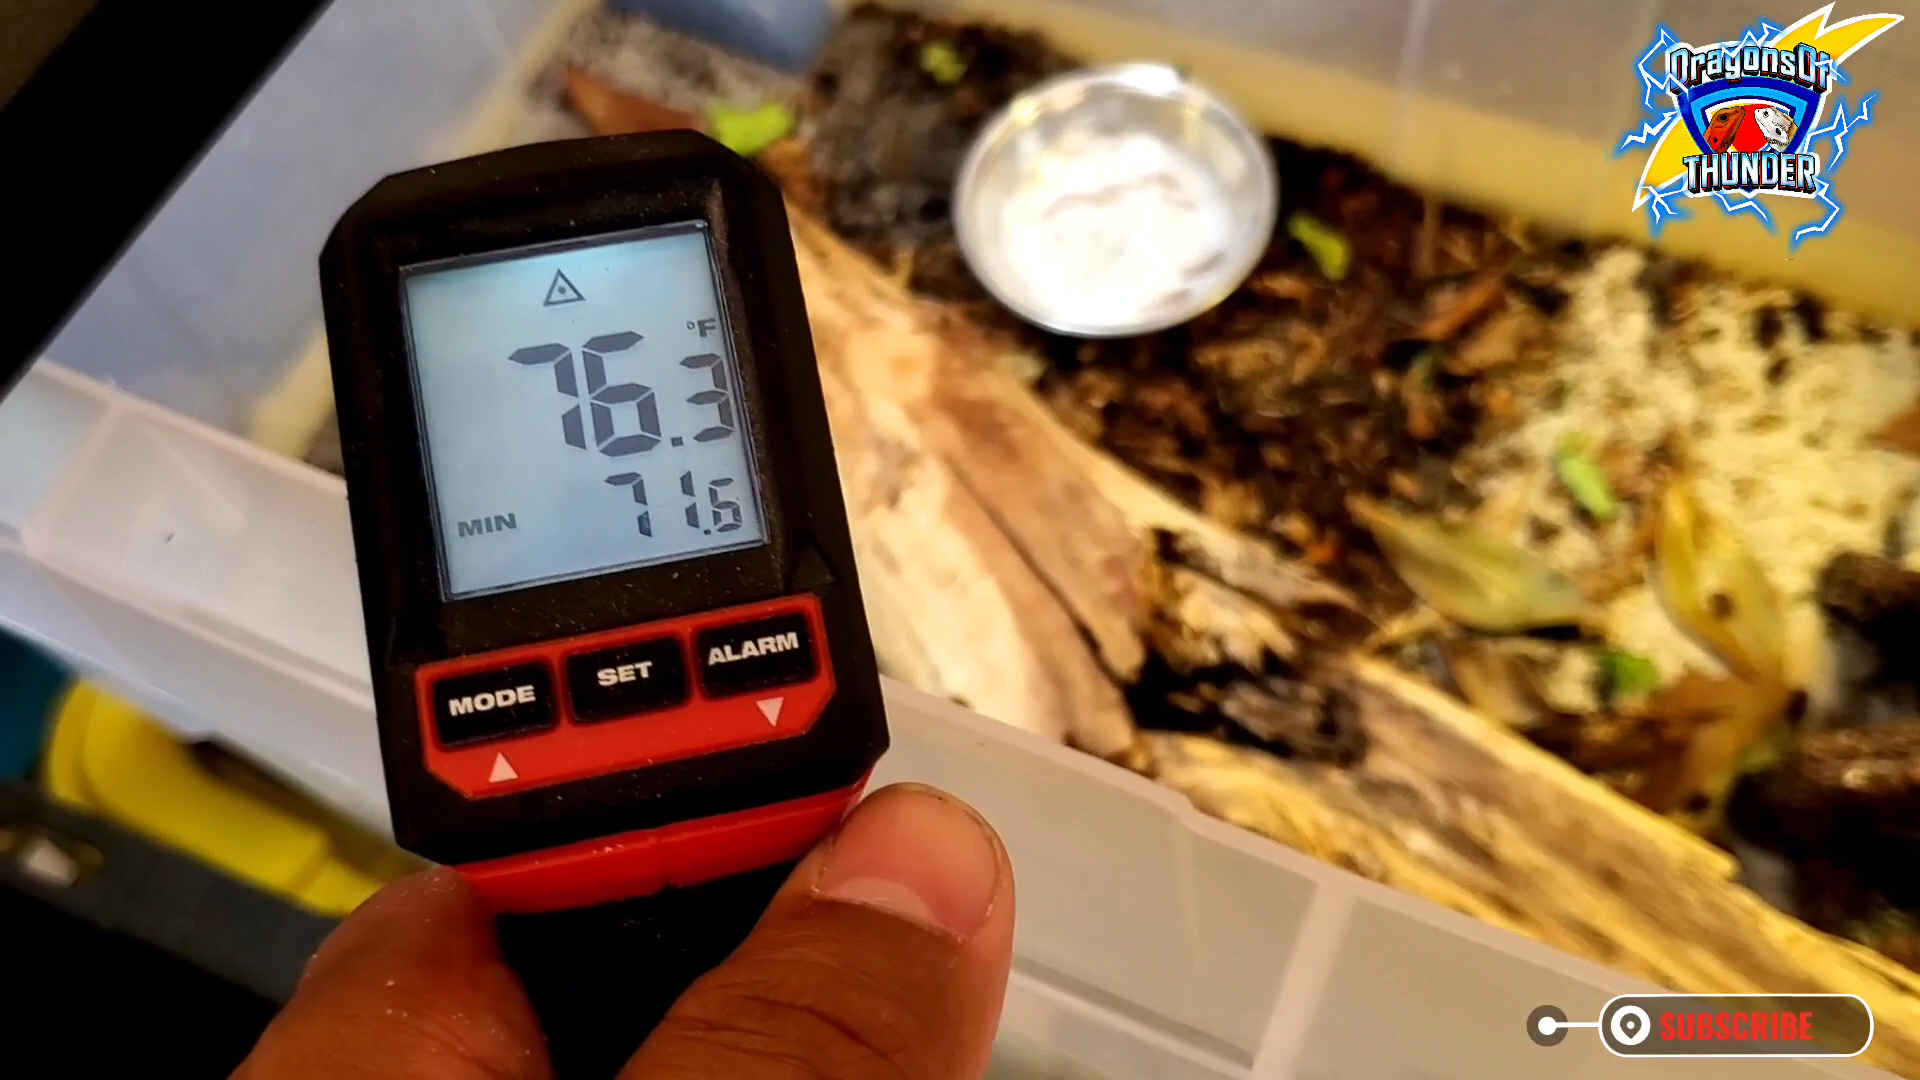 DragonsOf
THUNDER
°F
76.3
MIN 71.6
MODE SET ALARM
SUBSCRIBE